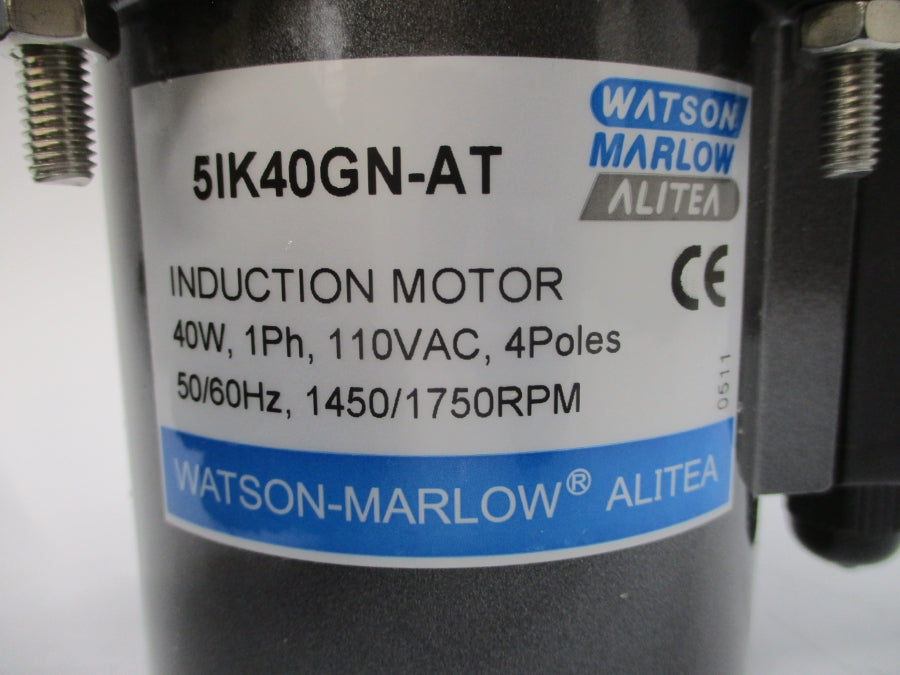 WATSON
MARLOW
ALITEA
5IK40GN-AT
CE
INDUCTION MOTOR
40W, 1Ph, 110VAC, 4Poles
50/60Hz, 1450/1750RPM
0511
WATSON-MARLOW® ALITEA